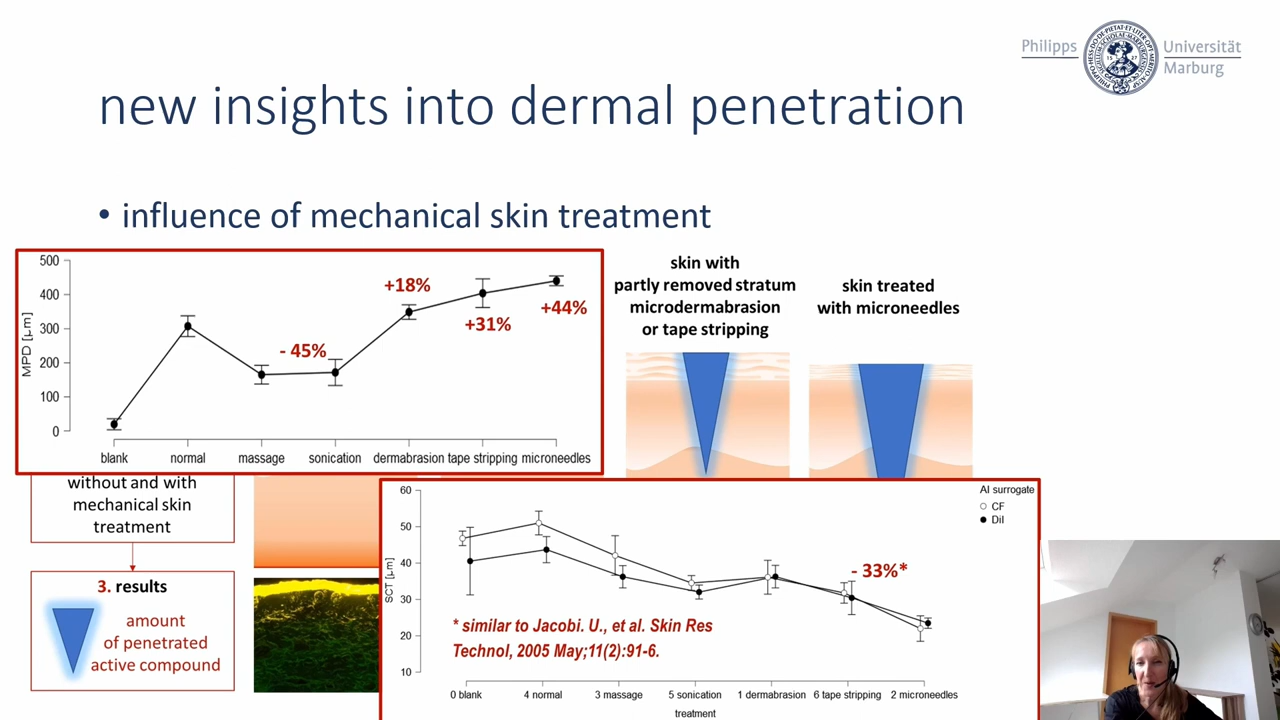 Philipps
Universität
Marburg
new insights into dermal penetration
• influence of mechanical skin treatment
500
400
300
200
100
0
MPD [μm]
- 45%
+18%
+31%
+44%
blank normal massage sonication dermabrasion tape stripping microneedles
skin with
partly removed stratum
microdermabrasion
or tape stripping
skin treated
with microneedles
without and with
mechanical skin
treatment
3. results
amount
of penetrated
active compound
60
50
40
30
20
10
SCT [μm]
AI surrogate
CF
DiI
- 33%*
* similar to Jacobi. U., et al. Skin Res
Technol, 2005 May;11(2):91-6.
0 blank 4 normal 3 massage 5 sonication 1 dermabrasion 6 tape stripping 2 microneedles
treatment